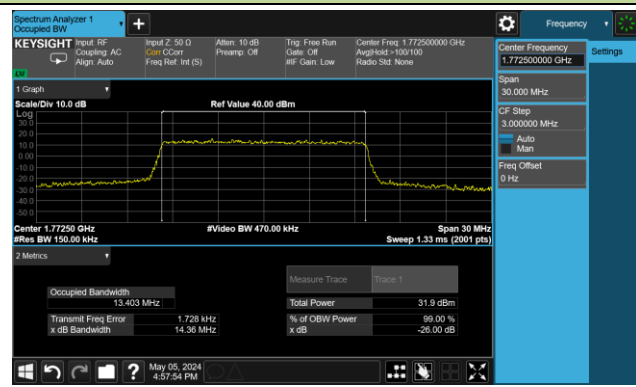 Spectrum Analyzer 1
Occupied BW
Frequency
KEYSIGHT
Input: RF
Coupling: AC
Align: Auto
Input Z: 50 Ω
Corr CCorr
Freq Ref: Int (S)
Atten: 10 dB
Preamp: Off
Trig: Free Run
Gate: Off
#IF Gain: Low
Center Freq: 1.772500000 GHz
Avg|Hold:>100/100
Radio Std: None
LXI
Center Frequency
1.772500000 GHz
Settings
Span
30.000 MHz
CF Step
3.000000 MHz
Auto
Man
Freq Offset
0 Hz
1 Graph
Scale/Div 10.0 dB
Ref Value 40.00 dBm
Log
30.0
20.0
10.0
0.00
-10.0
-20.0
-30.0
-40.0
-50.0
Center 1.77250 GHz
#Video BW 470.00 kHz
Span 30 MHz
#Res BW 150.00 kHz
Sweep 1.33 ms (2001 pts)
2 Metrics
Measure Trace
Trace 1
Occupied Bandwidth
13.403 MHz
Total Power
31.9 dBm
Transmit Freq Error
1.728 kHz
% of OBW Power
99.00 %
x dB Bandwidth
14.36 MHz
x dB
-26.00 dB
?
May 05, 2024
4:57:54 PM